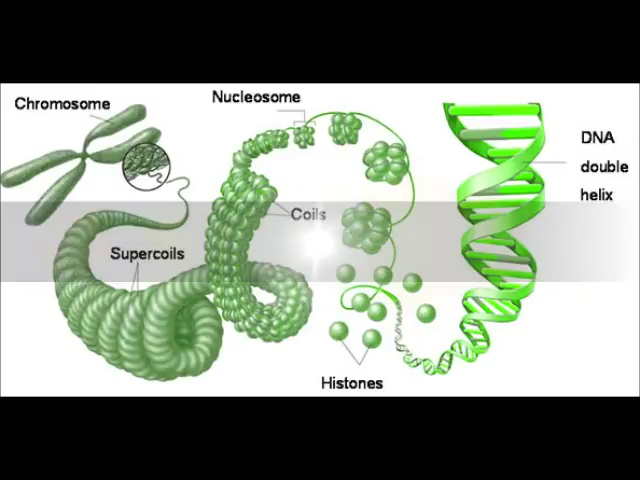 Chromosome
Nucleosome
Coils
Supercoils
Histones
DNA
double
helix